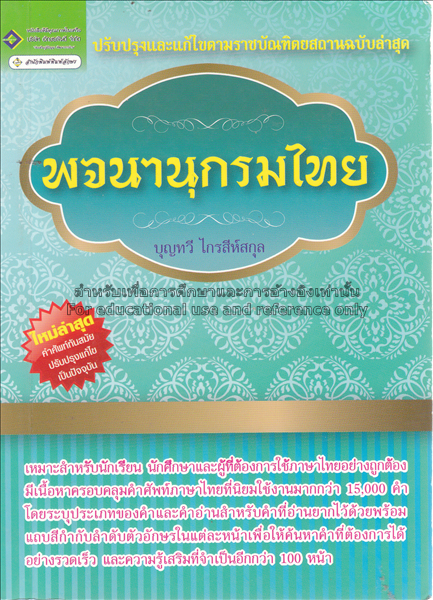 ปรับปรุงและแก้ไขตามราชบัณฑิตยสถานฉบับล่าสุด
สำนักพิมพ์พิมพ์สุภา
พจนานุกรมไทย
บุญทวี ไกรสีห์สกุล
สำหรับเพื่อการศึกษาและการอ้างอิงเท่านั้น
For educational use and reference only
ใหม่ล่าสุด
คำศัพท์ทันสมัย
ปรับปรุงแก้ไข
เป็นปัจจุบัน
เหมาะสำหรับนักเรียน นักศึกษาและผู้ที่ต้องการใช้ภาษาไทยอย่างถูกต้อง
มีเนื้อหาครอบคลุมคำศัพท์ภาษาไทยที่นิยมใช้งานมากกว่า 15,000 คำ
โดยระบุประเภทของคำและคำอ่านสำหรับคำที่อ่านยากไว้ด้วยพร้อม
แถบสีกำกับลำดับตัวอักษรในแต่ละหน้าเพื่อให้ค้นหาคำที่ต้องการได้
อย่างรวดเร็ว และความรู้เสริมที่จำเป็นอีกกว่า 100 หน้า